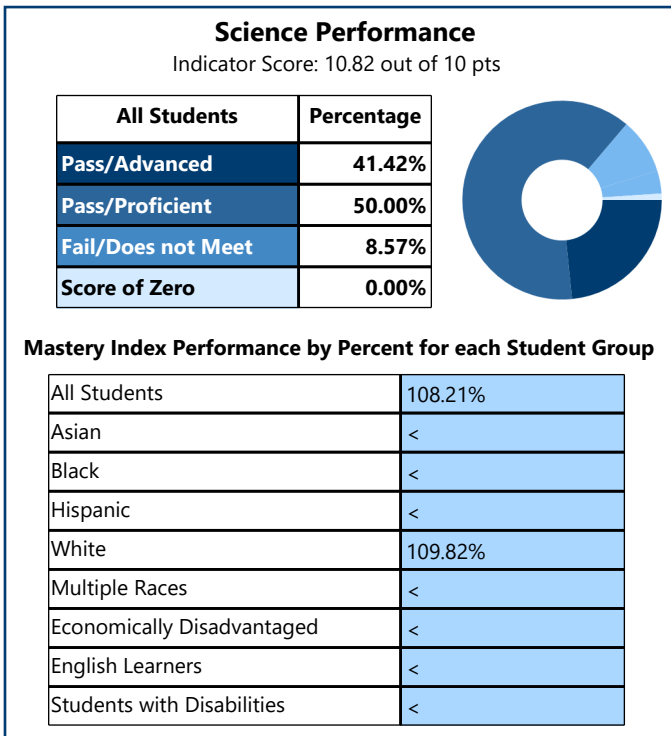 Science Performance
Indicator Score: 10.82 out of 10 pts
All Students Percentage
Pass/Advanced 41.42%
Pass/Proficient 50.00%
Fail/Does not Meet 8.57%
Score of Zero 0.00%
Mastery Index Performance by Percent for each Student Group
All Students 108.21%
Asian <
Black <
Hispanic <
White 109.82%
Multiple Races <
Economically Disadvantaged <
English Learners <
Students with Disabilities <